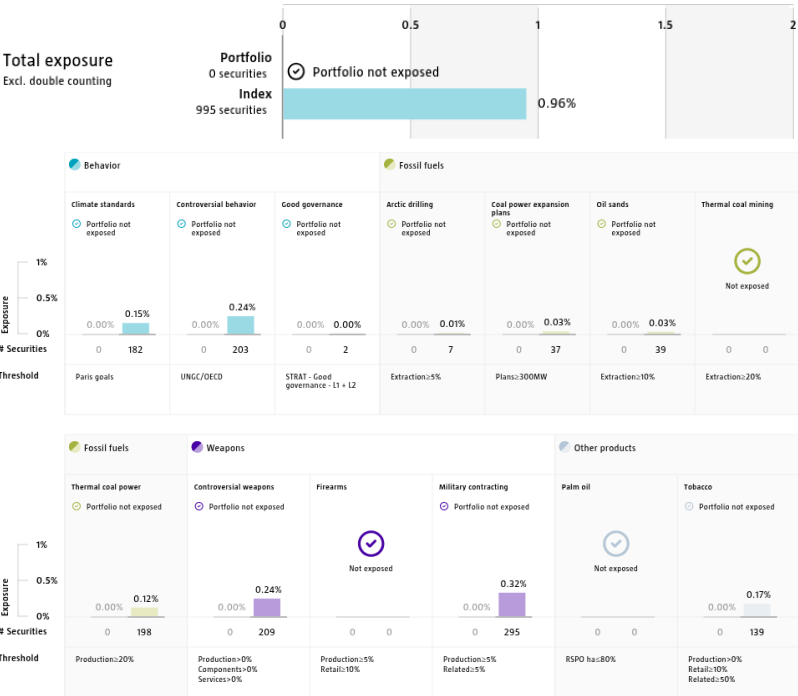 0 0.5 1 1.5 2
Total exposure
Excl. double counting
Portfolio
0 securities
Portfolio not exposed
Index
995 securities
0.96%
Behavior
Fossil fuels
Climate standards
Portfolio not
exposed
Controversial behavior
Portfolio not
exposed
Good governance
Portfolio not
exposed
Arctic drilling
Portfolio not
exposed
Coal power expansion
plans
Portfolio not
exposed
Oil sands
Portfolio not
exposed
Thermal coal mining
Not exposed
Exposure
1%
0.5%
0%
0.00% 0.15%
0.00% 0.24%
0.00% 0.00%
0.00% 0.01%
0.00% 0.03%
0.00% 0.03%
# Securities
0 182
0 203
0 2
0 7
0 37
0 39
0 0
Threshold
Paris goals
UNGC/OECD
STRAT - Good
governance - L1 + L2
Extraction≥5%
Plans≥300MW
Extraction≥10%
Extraction≥20%
Fossil fuels
Weapons
Other products
Thermal coal power
Portfolio not exposed
Controversial weapons
Portfolio not exposed
Firearms
Not exposed
Military contracting
Portfolio not exposed
Palm oil
Not exposed
Tobacco
Portfolio not exposed
Exposure
1%
0.5%
0%
0.00% 0.12%
0.00% 0.24%
0.00% 0.32%
0.00% 0.17%
# Securities
0 198
0 209
0 0
0 295
0 0
0 139
Threshold
Production≥20%
Production>0%
Components>0%
Services>0%
Production≥5%
Retail≥10%
Production≥5%
Related≥5%
RSPO ha≤80%
Production>0%
Retail≥10%
Related≥50%